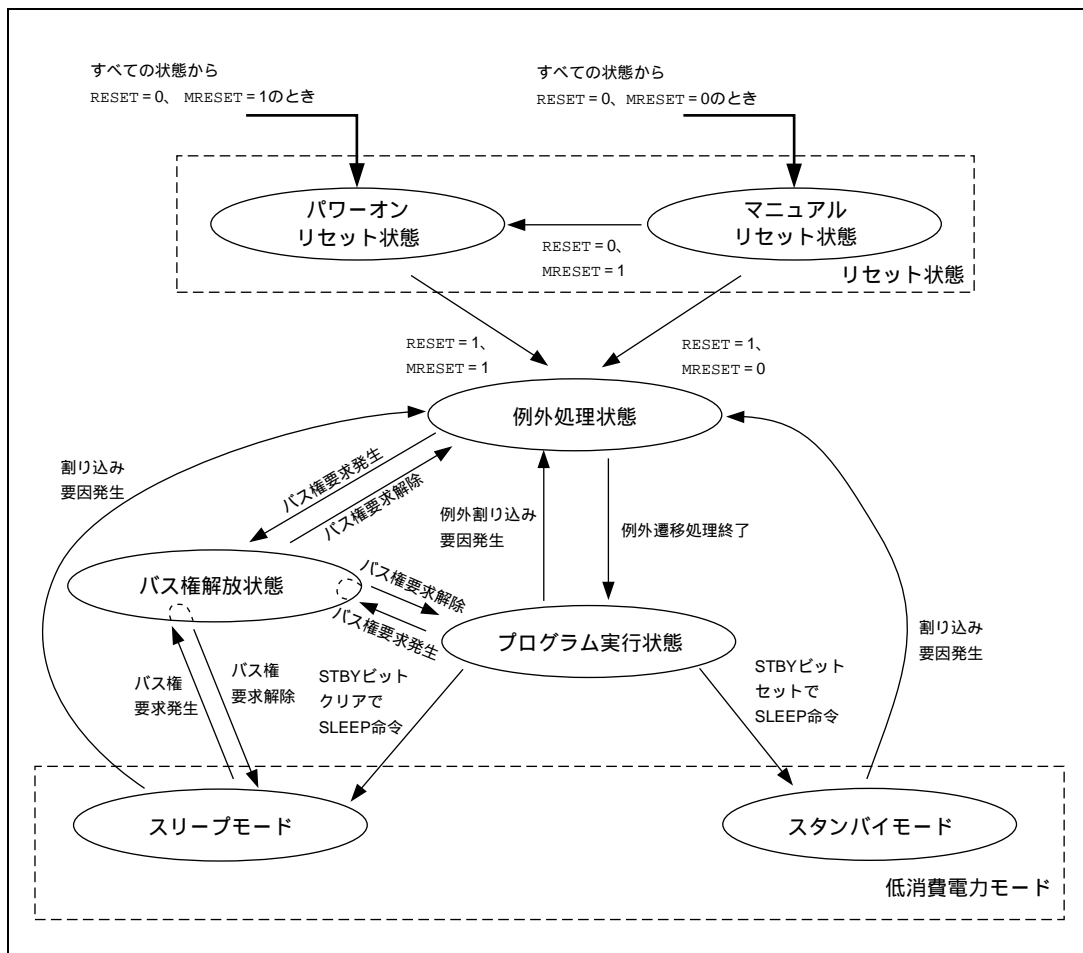 すべての状態から
RESET = 0、 MRESET = 1のとき
すべての状態から
RESET = 0、MRESET = 0のとき
パワーオン
リセット状態
マニュアル
リセット状態
RESET = 0、
MRESET = 1
リセット状態
RESET = 1、
MRESET = 1
RESET = 1、
MRESET = 0
例外処理状態
割り込み
要因発生
バス権要求発生
バス権要求解除
例外割り込み
要因発生
例外遷移処理終了
バス権解放状態
バス権要求解除
バス権要求発生
プログラム実行状態
割り込み
要因発生
バス権
要求発生
バス権
要求解除
STBYビット
クリアで
SLEEP命令
STBYビット
セットで
SLEEP命令
スリープモード
スタンバイモード
低消費電力モード